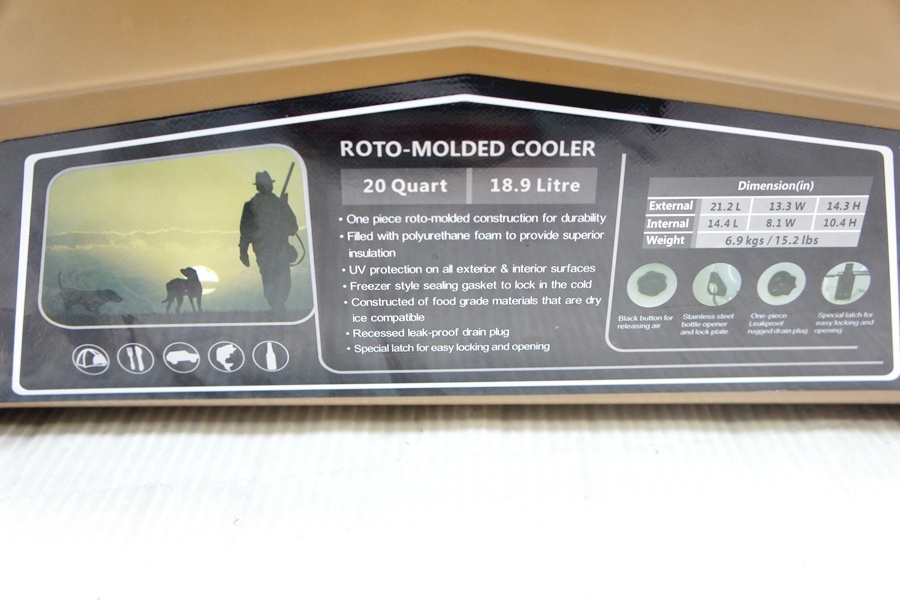 ROTO-MOLDED COOLER
20 Quart 18.9 Litre
• One piece roto-molded construction for durability
• Filled with polyurethane foam to provide superior
insulation
• UV protection on all exterior & interior surfaces
• Freezer style sealing gasket to lock in the cold
• Constructed of food grade materials that are dry
ice compatible
• Recessed leak-proof drain plug
• Special latch for easy locking and opening
Dimension(in)
External 21.2 L 13.3 W 14.3 H
Internal 14.4 L 8.1 W 10.4 H
Weight 6.9 kgs / 15.2 lbs
Black button for
releasing air
Stainless steel
bottle opener
and lock plate
One-piece
Leakproof
rugged drain plug
Special latch for
easy locking and
opening